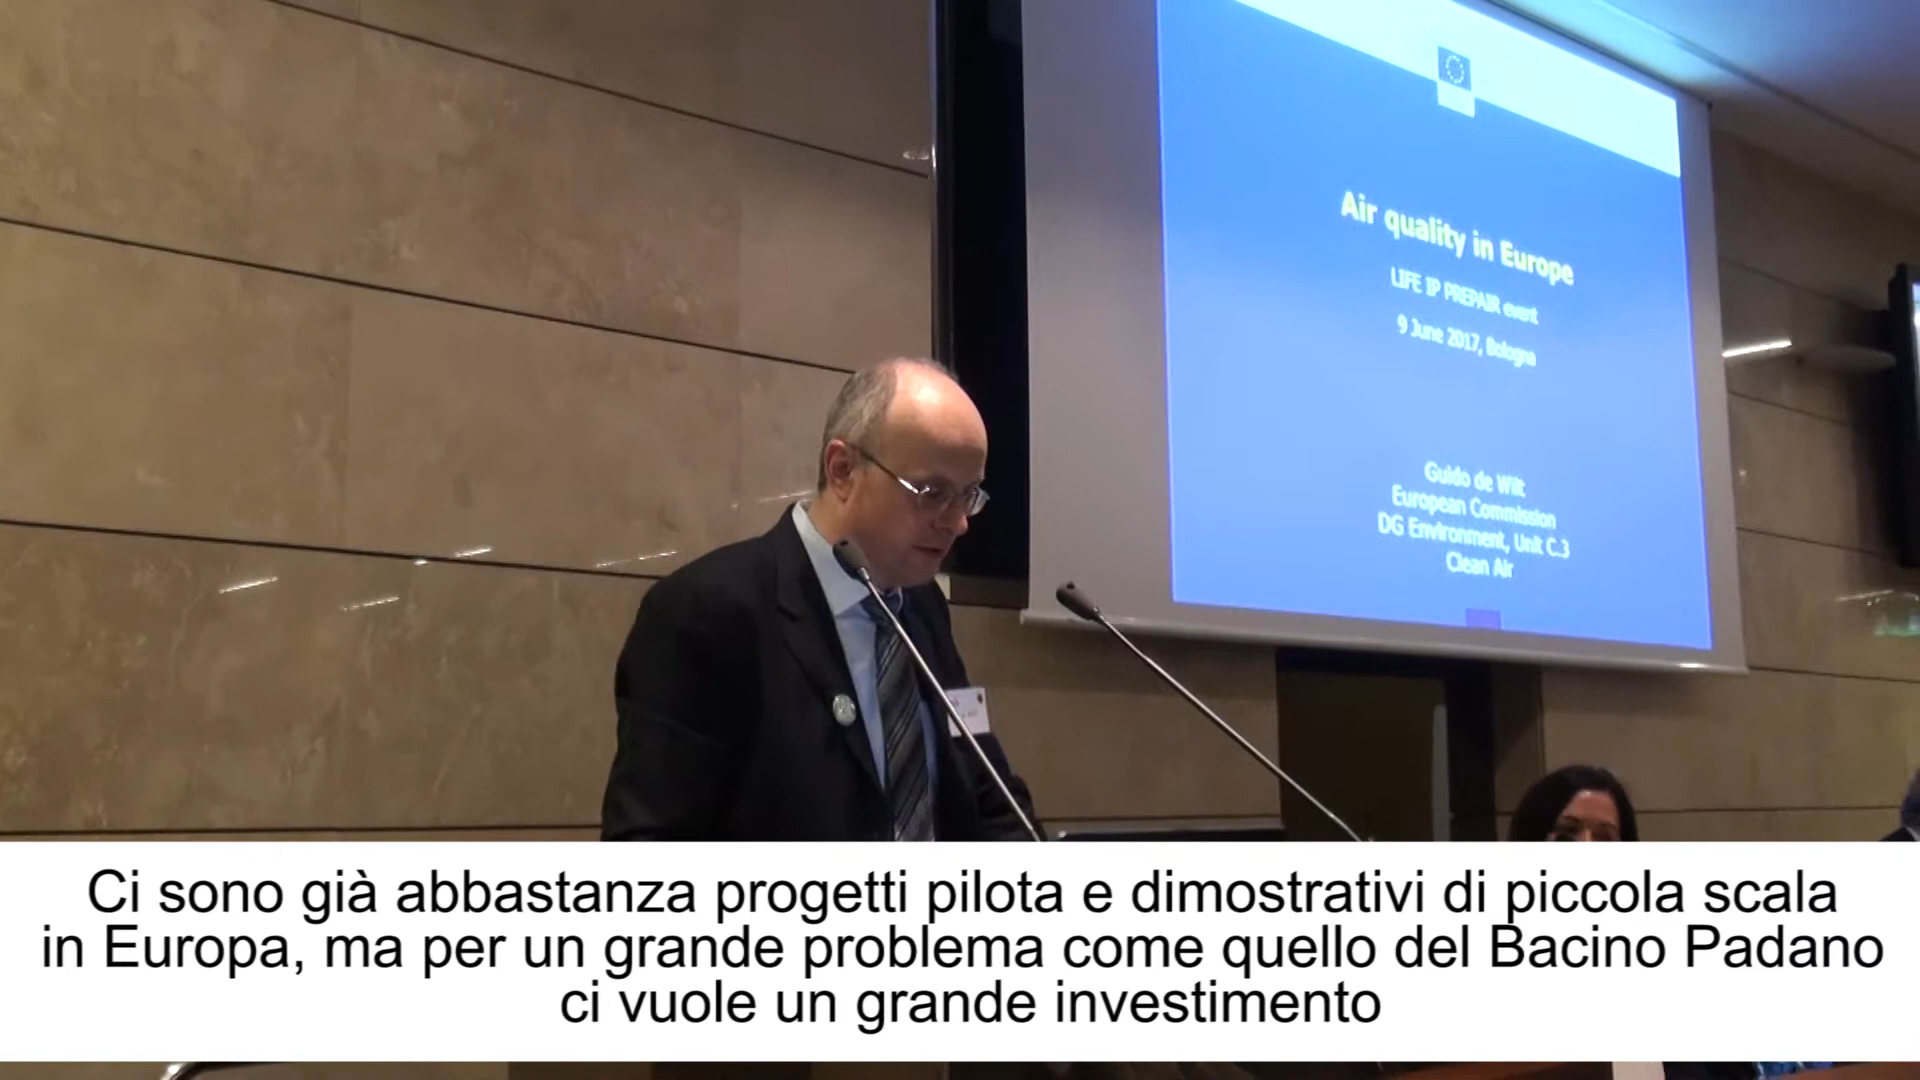 Air quality in Europe
LIFE IP PREPAIR event
9 June 2017, Bologna
Guido de Wilt
European Commission
DG Environment, Unit C.3
Clean Air
Ci sono già abbastanza progetti pilota e dimostrativi di piccola scala
in Europa, ma per un grande problema come quello del Bacino Padano
ci vuole un grande investimento